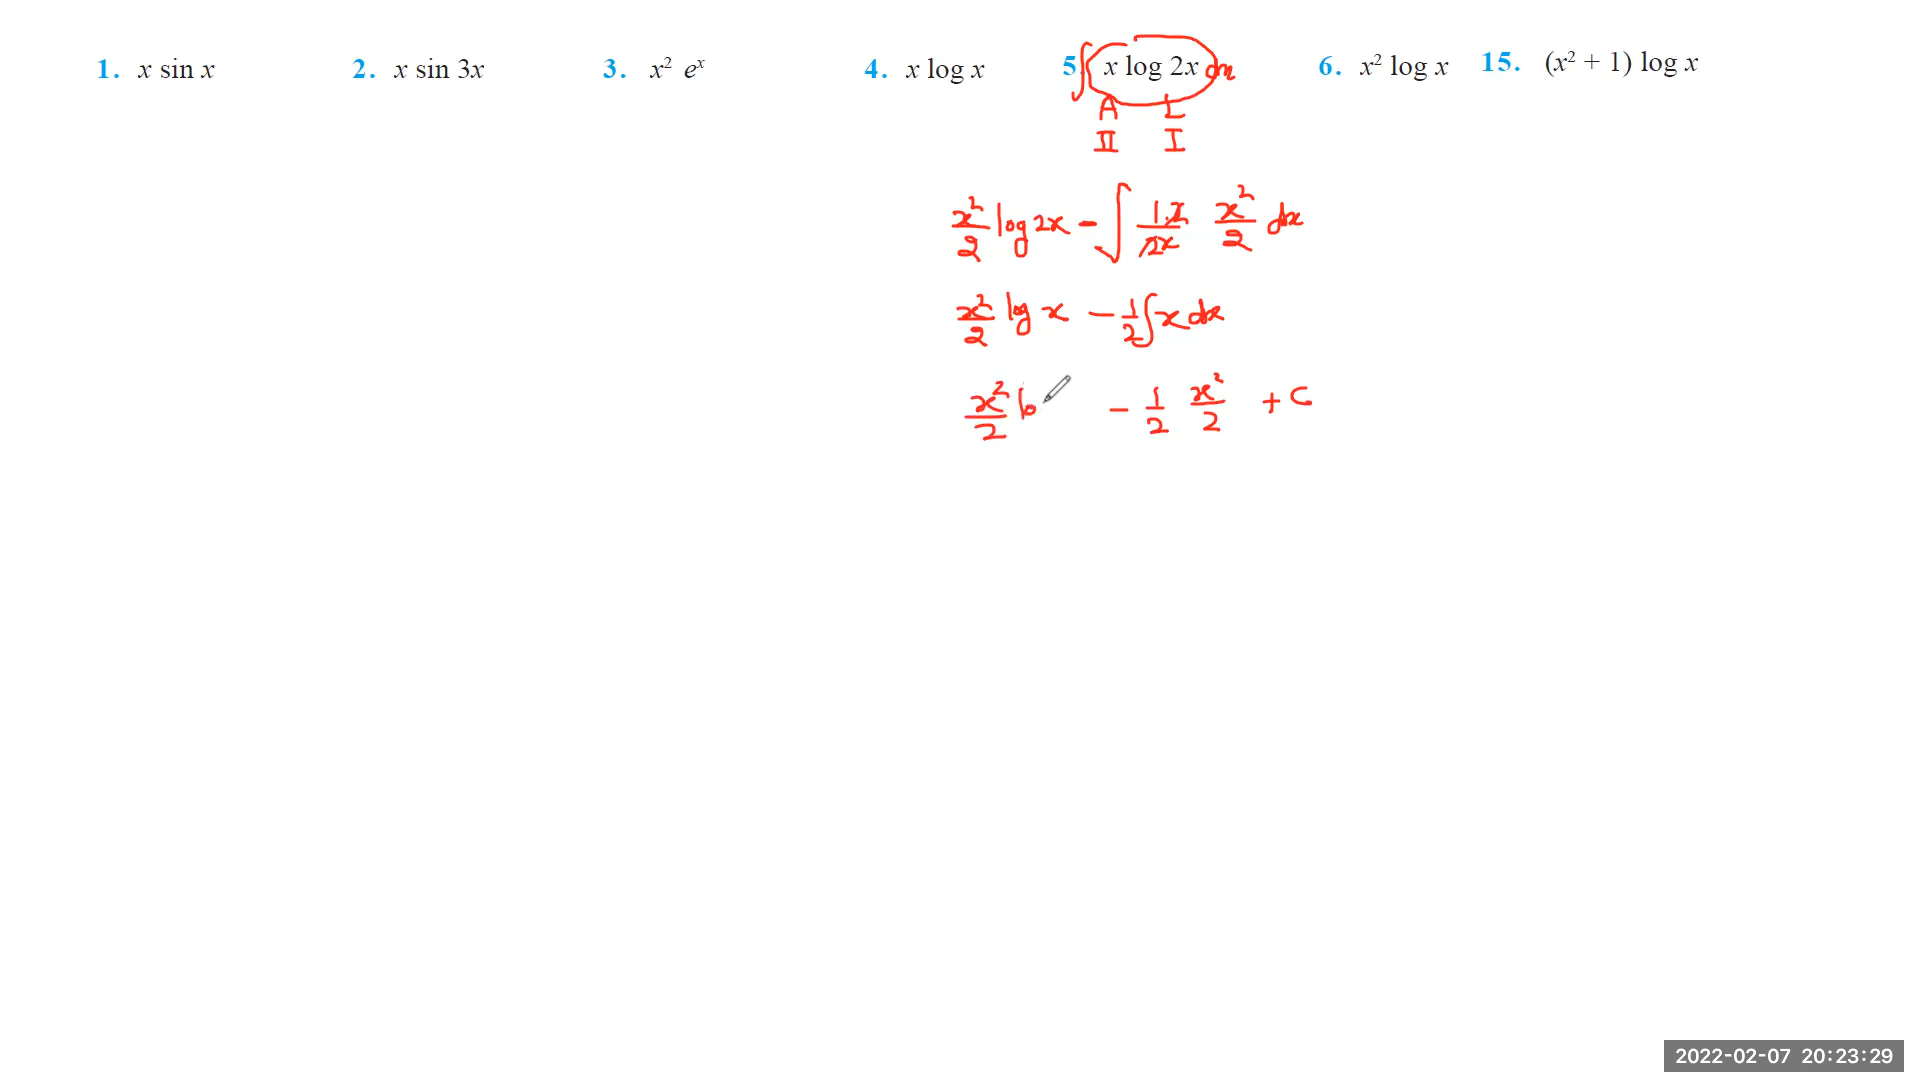 1. x sin x 2. x sin 3x 3. x² eˣ 4. x log x 5. ∫ x log 2x dx 6. x² log x 15. (x² + 1) log x
A L
II I
x²/2 log 2x - ∫ 1.2/2x x²/2 dx
x²/2 log x - 1/2 ∫ x dx
x²/2 lo - 1/2 x²/2 + C
2022-02-07 20:23:29